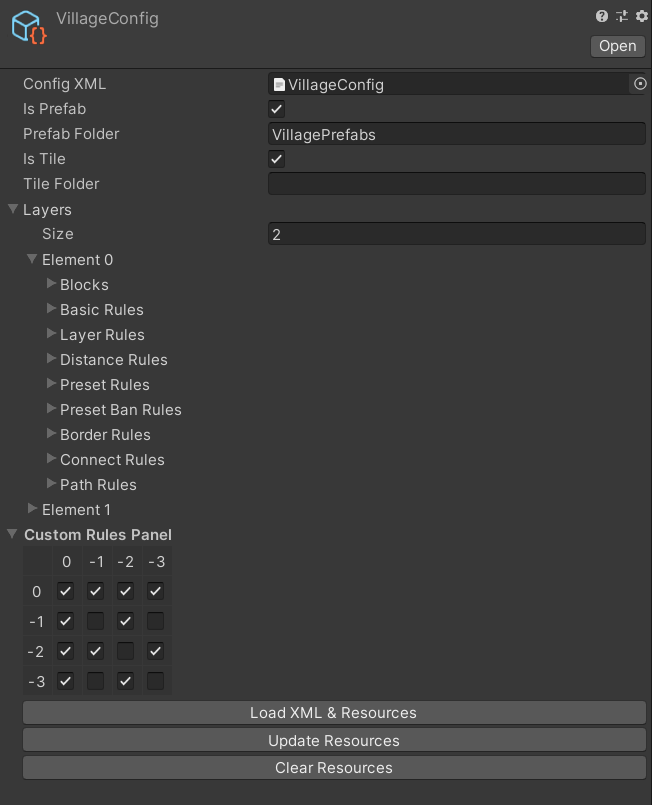 VillageConfig
Open
Config XML VillageConfig
Is Prefab
Prefab Folder VillagePrefabs
Is Tile
Tile Folder
Layers
Size 2
Element 0
Blocks
Basic Rules
Layer Rules
Distance Rules
Preset Rules
Preset Ban Rules
Border Rules
Connect Rules
Path Rules
Element 1
Custom Rules Panel
0 -1 -2 -3
0
-1
-2
-3
Load XML & Resources
Update Resources
Clear Resources